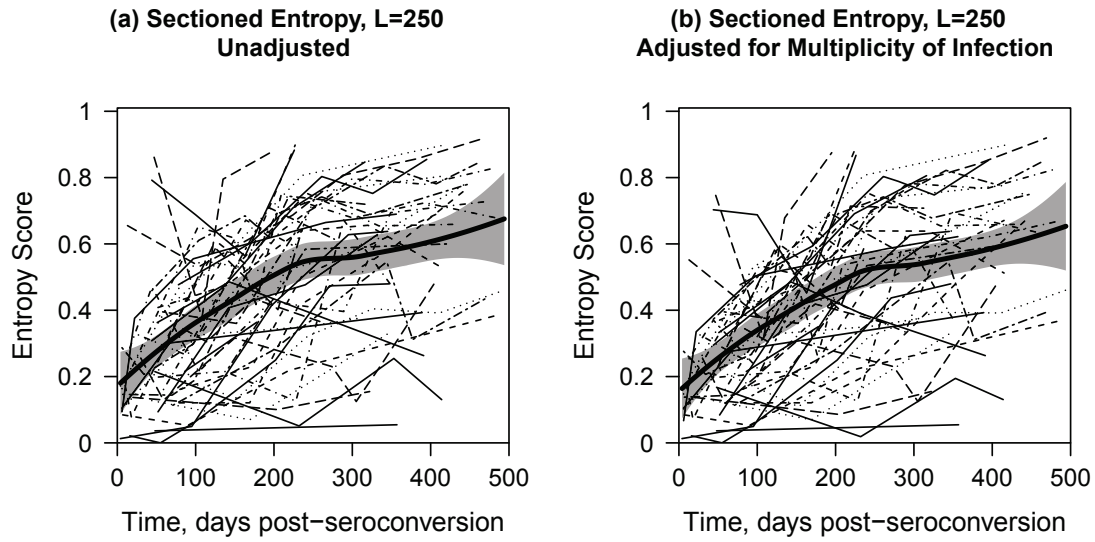 (a) Sectioned Entropy, L=250
Unadjusted
Entropy Score
1
0.8
0.6
0.4
0.2
0
0 100 200 300 400 500
Time, days post−seroconversion
(b) Sectioned Entropy, L=250
Adjusted for Multiplicity of Infection
Entropy Score
1
0.8
0.6
0.4
0.2
0
0 100 200 300 400 500
Time, days post−seroconversion